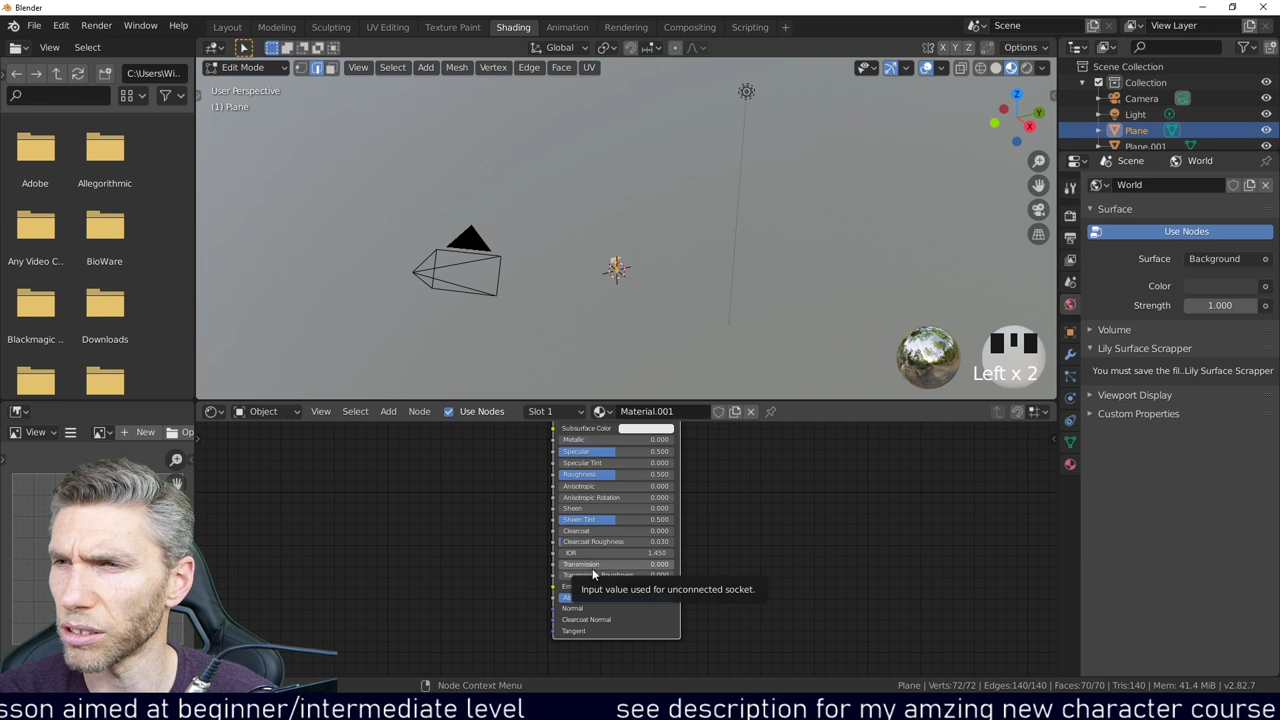 Blender
File Edit Render Window Help
Layout Modeling Sculpting UV Editing Texture Paint Shading Animation Rendering Compositing Scripting +
Scene
View Layer
View Select
Global
X Y Z
Options
C:\Users\Wi..
Edit Mode
View Select Add Mesh Vertex Edge Face UV
User Perspective
(1) Plane
Z
Y
X
Scene Collection
Collection
Camera
Light
Plane
Plane.001
Scene
World
World
Surface
Use Nodes
Surface
Background
Color
Strength
1.000
Volume
Lily Surface Scrapper
You must save the fil..Lily Surface Scrapper
Viewport Display
Custom Properties
Adobe
Allegorithmic
Any Video C..
BioWare
Blackmagic ..
Downloads
Left x 2
Object
View Select Add Node
Use Nodes
Slot 1
Material.001
View
New
Op
Subsurface Color
Metallic 0.000
Specular 0.500
Specular Tint 0.000
Roughness 0.500
Anisotropic 0.000
Anisotropic Rotation 0.000
Sheen 0.000
Sheen Tint 0.500
Clearcoat 0.000
Clearcoat Roughness 0.030
IOR 1.450
Transmission 0.000
Transmission Roughness 0.000
Input value used for unconnected socket.
Normal
Clearcoat Normal
Tangent
Node Context Menu
Plane | Verts:72/72 | Edges:140/140 | Faces:70/70 | Tris:140 | Mem: 41.4 MiB | v2.82.7
sson aimed at beginner/intermediate level see description for my amzing new character course